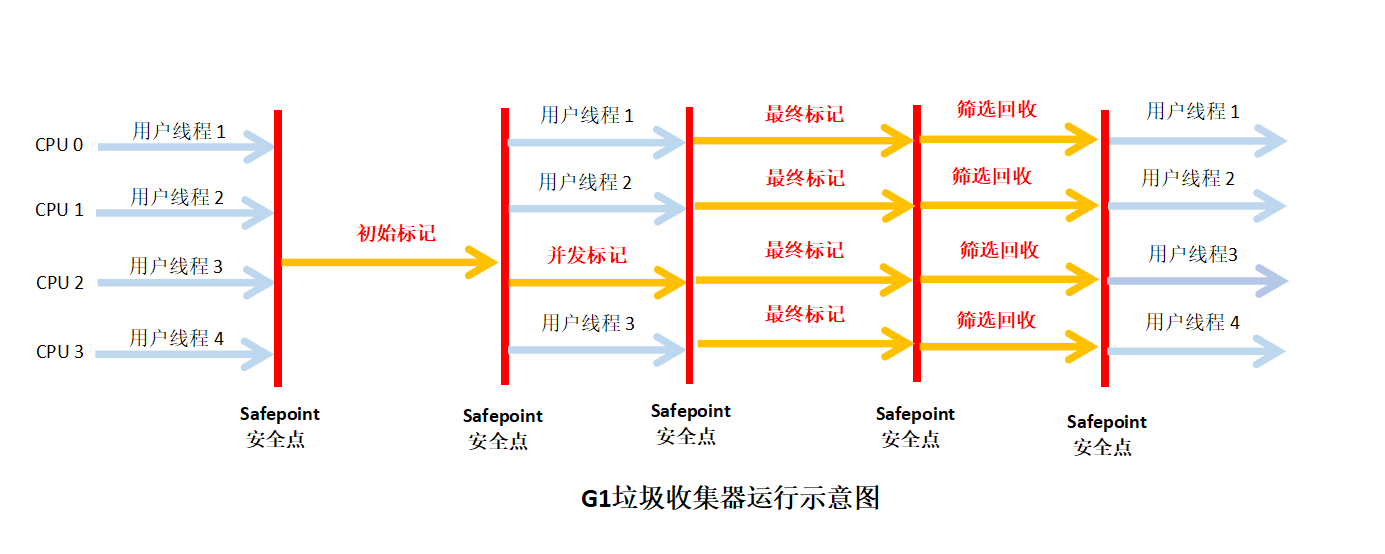 CPU 0
用户线程 1
用户线程 1
最终标记
筛选回收
用户线程 1
CPU 1
用户线程 2
用户线程 2
最终标记
筛选回收
用户线程 2
初始标记
CPU 2
用户线程 3
并发标记
最终标记
筛选回收
用户线程3
CPU 3
用户线程 4
用户线程 3
最终标记
筛选回收
用户线程 4
Safepoint
安全点
Safepoint
安全点
Safepoint
安全点
Safepoint
安全点
Safepoint
安全点
G1垃圾收集器运行示意图